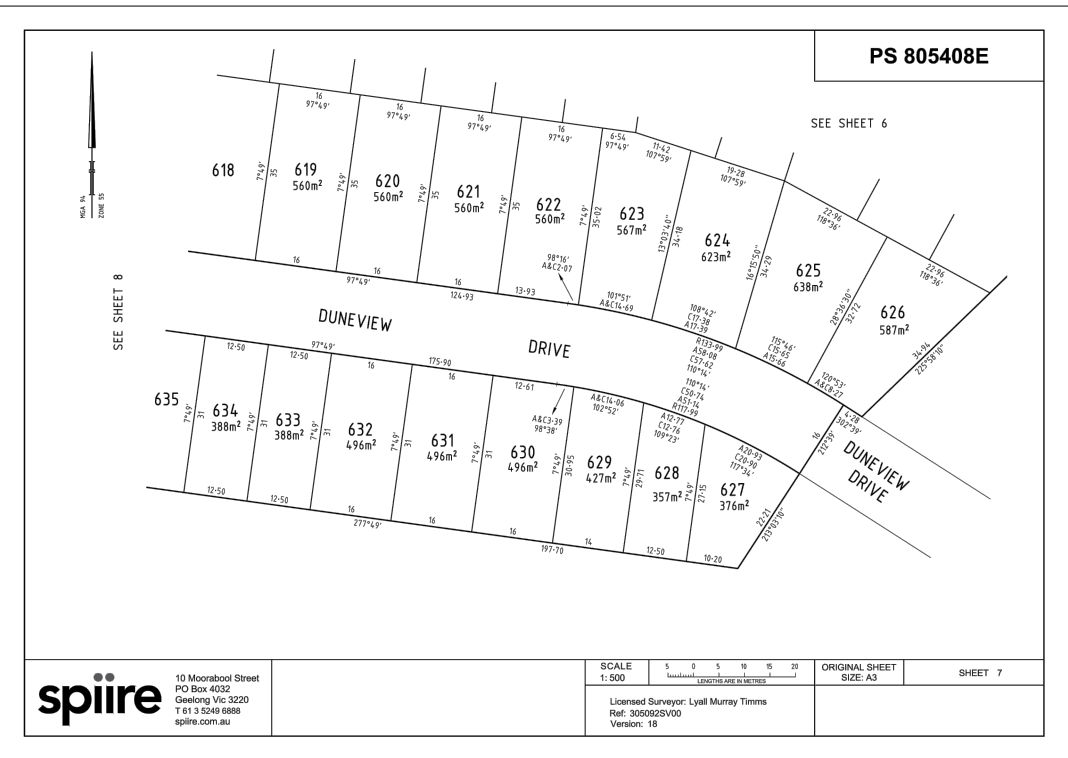 PS 805408E
SEE SHEET 6
MGA 94
ZONE 55
SEE SHEET 8
16
97°49'
16
97°49'
16
97°49'
16
97°49'
6·54
97°49'
11·42
107°59'
19·28
107°59'
22·96
118°36'
22·96
118°36'
618
7°49'
35
619
560m²
7°49'
35
620
560m²
7°49'
35
621
560m²
7°49'
35
622
560m²
7°49'
35·02
623
567m²
13°03'40"
34·18
624
623m²
16°15'50"
34·29
625
638m²
28°36'30"
32·72
626
587m²
34·94
225°58'10"
16
16
97°49'
16
124·93
13·93
98°16'
A&C2·07
101°51'
A&C14·69
108°42'
C17·38
A17·39
115°46'
C15·65
A15·66
120°53'
A&C8·27
4·28
302°39'
16
212°39'
DUNEVIEW
DRIVE
R133·99
A58·08
C57·62
110°14'
110°14'
C50·74
A51·14
R117·99
DUNEVIEW
DRIVE
12·50
12·50
97°49'
16
175·90
16
12·61
A&C3·39
98°38'
A&C14·06
102°52'
A12·77
C12·76
109°23'
A20·93
C20·90
117°34'
635
7°49'
31
634
388m²
7°49'
31
633
388m²
7°49'
31
632
496m²
7°49'
31
631
496m²
7°49'
31
630
496m²
7°49'
30·95
629
427m²
7°49'
29·71
628
357m²
7°49'
27·15
627
376m²
22·21
213°03'10"
12·50
12·50
16
277°49'
16
16
197·70
14
12·50
10·20
spiire
10 Moorabool Street
PO Box 4032
Geelong Vic 3220
T 61 3 5249 6888
spiire.com.au
SCALE
1: 500
5 0 5 10 15 20
LENGTHS ARE IN METRES
ORIGINAL SHEET
SIZE: A3
SHEET 7
Licensed Surveyor: Lyall Murray Timms
Ref: 305092SV00
Version: 18